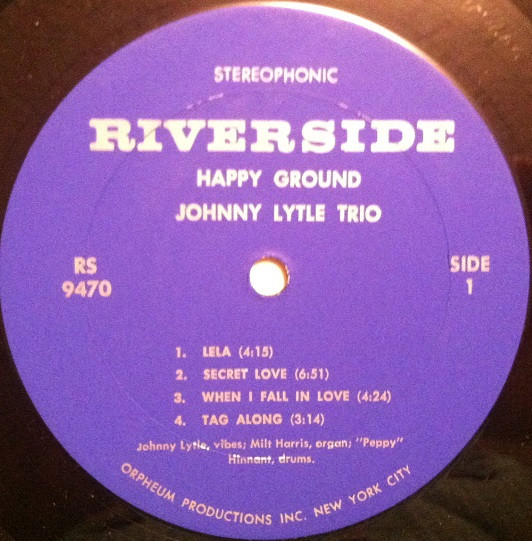 STEREOPHONIC
RIVERSIDE
HAPPY GROUND
JOHNNY LYTLE TRIO
RS
9470
SIDE
1
1. LELA (4:15)
2. SECRET LOVE (6:51)
3. WHEN I FALL IN LOVE (4:24)
4. TAG ALONG (3:14)
Johnny Lytle, vibes; Milt Harris, organ; "Peppy"
Hinnant, drums.
ORPHEUM PRODUCTIONS INC. NEW YORK CITY